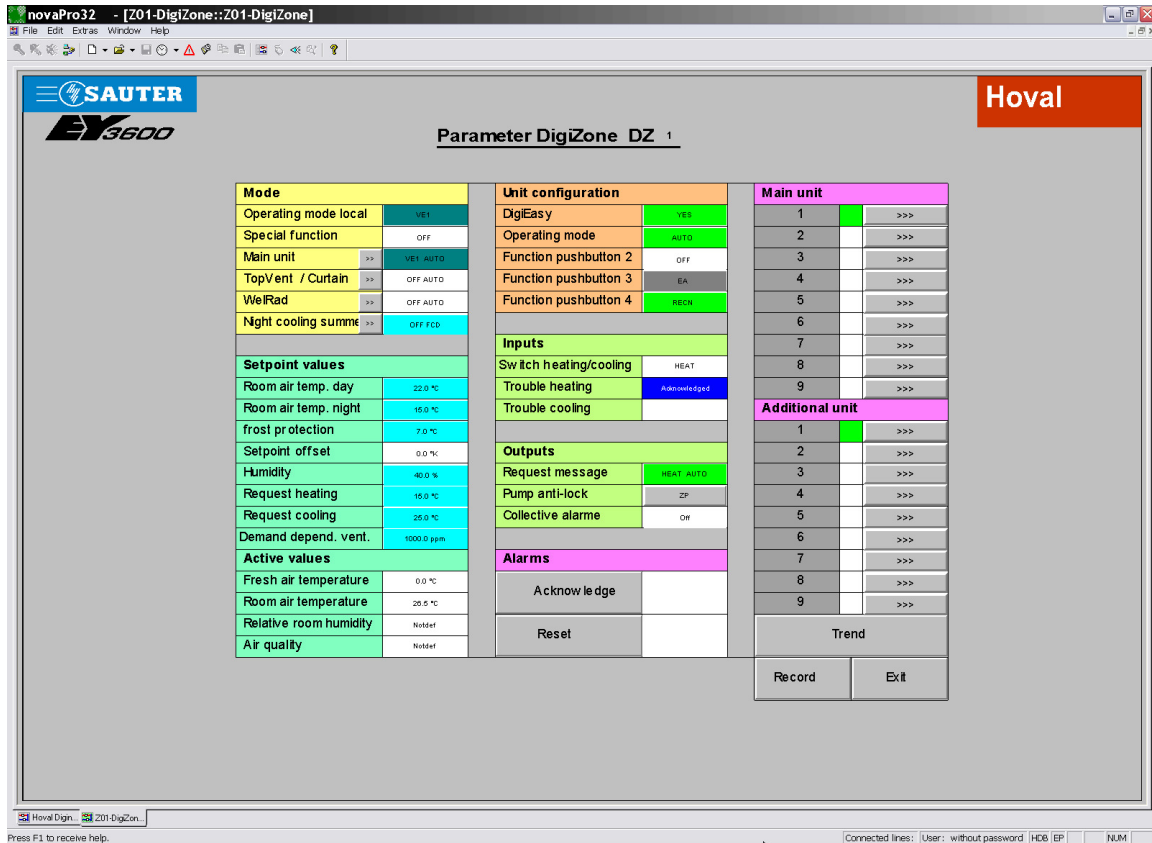 novaPro32 - [Z01-DigiZone::Z01-DigiZone]
File Edit Extras Window Help
SAUTER
EY3600
Hoval
Parameter DigiZone DZ 1
Mode
Operating mode local VE1
Special function OFF
Main unit >> VE1 AUTO
TopVent / Curtain >> OFF AUTO
WelRad >> OFF AUTO
Night cooling summe >> OFF FCD
Setpoint values
Room air temp. day 22.0 °C
Room air temp. night 15.0 °C
frost protection 7.0 °C
Setpoint offset 0.0 °K
Humidity 40.0 %
Request heating 16.0 °C
Request cooling 25.0 °C
Demand depend. vent. 1000.0 ppm
Active values
Fresh air temperature 0.0 °C
Room air temperature 26.5 °C
Relative room humidity Notdef
Air quality Notdef
Unit configuration
DigiEasy YES
Operating mode AUTO
Function pushbutton 2 OFF
Function pushbutton 3 EA
Function pushbutton 4 RECN
Inputs
Switch heating/cooling HEAT
Trouble heating Acknowledged
Trouble cooling
Outputs
Request message HEAT AUTO
Pump anti-lock ZP
Collective alarme Off
Alarms
Acknowledge
Reset
Main unit
1 >>>
2 >>>
3 >>>
4 >>>
5 >>>
6 >>>
7 >>>
8 >>>
9 >>>
Additional unit
1 >>>
2 >>>
3 >>>
4 >>>
5 >>>
6 >>>
7 >>>
8 >>>
9 >>>
Trend
Record Exit
Hoval Digin... Z01-DigiZon...
Press F1 to receive help. Connected lines: User: without password HDB EP NUM